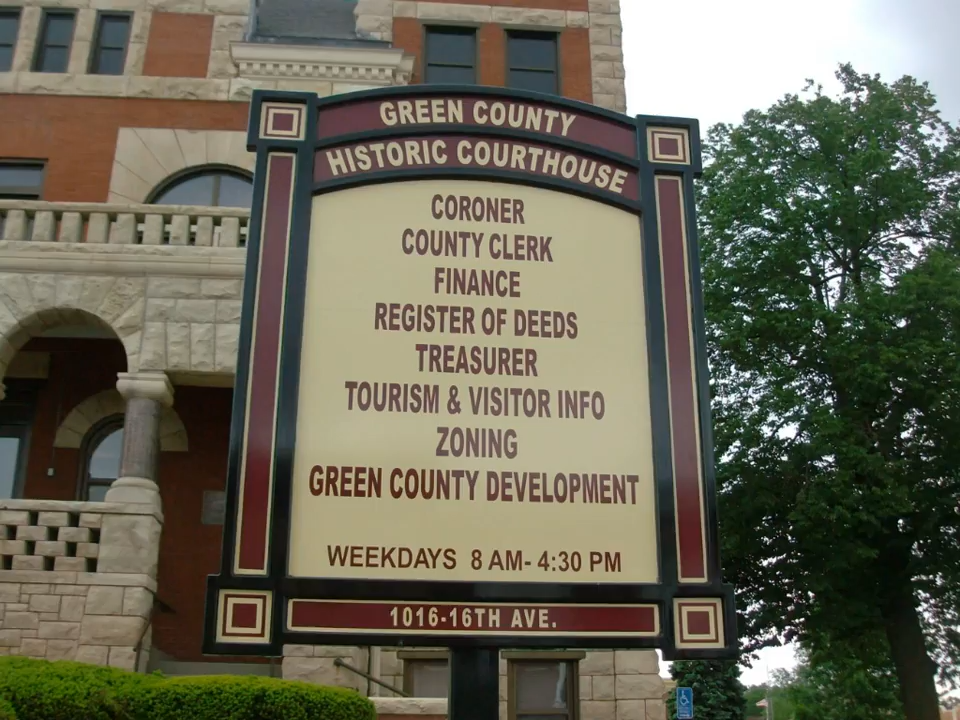 GREEN COUNTY
HISTORIC COURTHOUSE
CORONER
COUNTY CLERK
FINANCE
REGISTER OF DEEDS
TREASURER
TOURISM & VISITOR INFO
ZONING
GREEN COUNTY DEVELOPMENT
WEEKDAYS 8 AM- 4:30 PM
1016-16TH AVE.